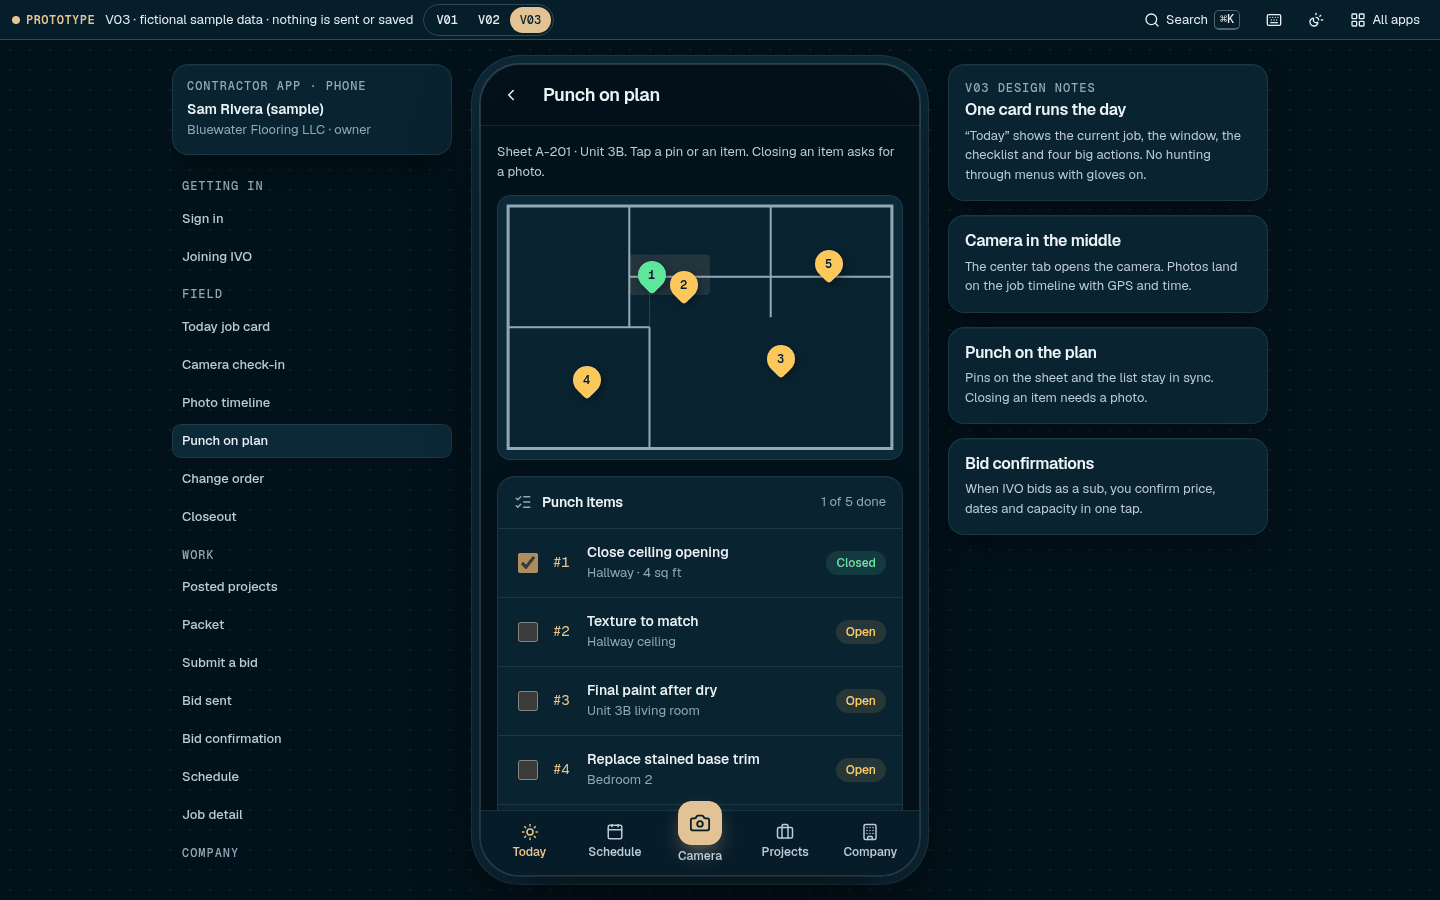 PROTOTYPE V03 · fictional sample data · nothing is sent or saved V01 V02 V03 Search ⌘K All apps
CONTRACTOR APP · PHONE
Sam Rivera (sample)
Bluewater Flooring LLC · owner
GETTING IN
Sign in
Joining IVO
FIELD
Today job card
Camera check-in
Photo timeline
Punch on plan
Change order
Closeout
WORK
Posted projects
Packet
Submit a bid
Bid sent
Bid confirmation
Schedule
Job detail
COMPANY
Punch on plan
Sheet A-201 · Unit 3B. Tap a pin or an item. Closing an item asks for
a photo.
1
2
5
3
4
Punch items 1 of 5 done
#1 Close ceiling opening Closed
Hallway · 4 sq ft
#2 Texture to match Open
Hallway ceiling
#3 Final paint after dry Open
Unit 3B living room
#4 Replace stained base trim Open
Bedroom 2
Today Schedule Camera Projects Company
V03 DESIGN NOTES
One card runs the day
“Today” shows the current job, the window, the
checklist and four big actions. No hunting
through menus with gloves on.
Camera in the middle
The center tab opens the camera. Photos land
on the job timeline with GPS and time.
Punch on the plan
Pins on the sheet and the list stay in sync.
Closing an item needs a photo.
Bid confirmations
When IVO bids as a sub, you confirm price,
dates and capacity in one tap.